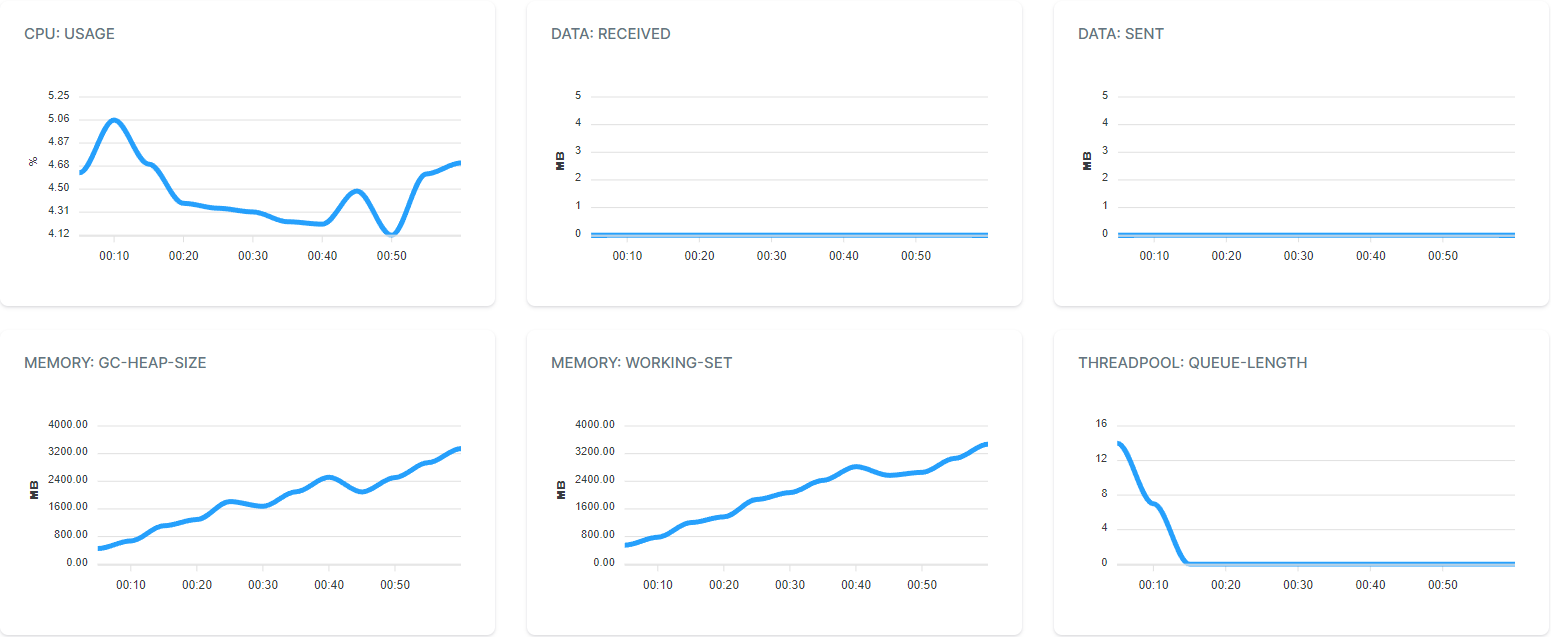 CPU: USAGE
5.25
5.06
4.87
4.68
4.50
4.31
4.12
%
00:10 00:20 00:30 00:40 00:50
DATA: RECEIVED
5
4
3
2
1
0
MB
00:10 00:20 00:30 00:40 00:50
DATA: SENT
5
4
3
2
1
0
MB
00:10 00:20 00:30 00:40 00:50
MEMORY: GC-HEAP-SIZE
4000.00
3200.00
2400.00
1600.00
800.00
0.00
MB
00:10 00:20 00:30 00:40 00:50
MEMORY: WORKING-SET
4000.00
3200.00
2400.00
1600.00
800.00
0.00
MB
00:10 00:20 00:30 00:40 00:50
THREADPOOL: QUEUE-LENGTH
16
12
8
4
0
00:10 00:20 00:30 00:40 00:50